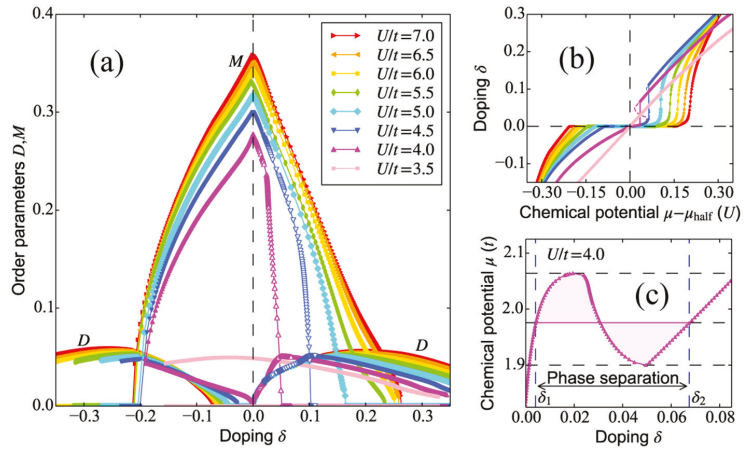 (a)
M
D
D
U/t=7.0
U/t=6.5
U/t=6.0
U/t=5.5
U/t=5.0
U/t=4.5
U/t=4.0
U/t=3.5
Order parameters D,M
0.4
0.3
0.2
0.1
0.0
−0.3 −0.2 −0.1 0.0 0.1 0.2 0.3
Doping δ
(b)
Doping δ
0.3
0.2
0.1
0.0
−0.1
−0.30 −0.15 0.00 0.15 0.30
Chemical potential μ−μhalf (U)
U/t=4.0
(c)
Chemical potential μ (t)
2.1
2.0
1.9
Phase separation
δ1
δ2
0.00 0.02 0.04 0.06 0.08
Doping δ